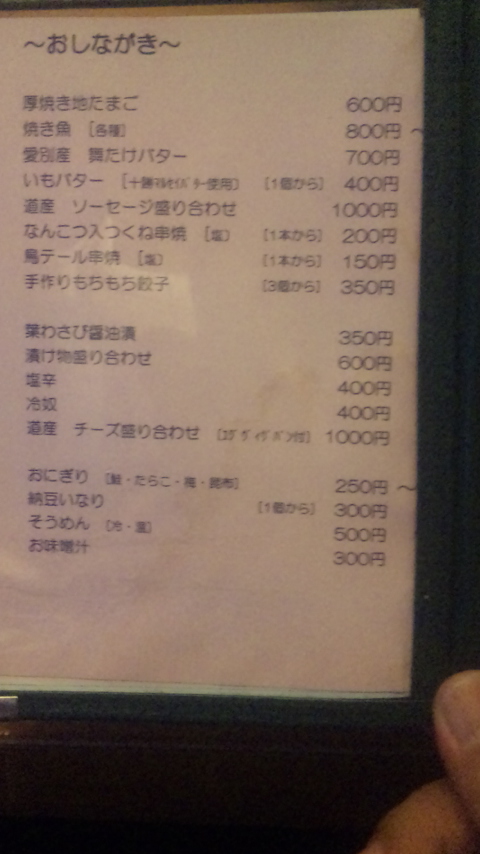 ～おしながき～
厚焼き地たまご 600円
焼き魚 [各種] 800円～
愛別産 舞たけバター 700円
いもバター [十勝ﾏﾙｾｲﾊﾞﾀｰ使用] [1個から] 400円
道産 ソーセージ盛り合わせ 1000円
なんこつ入つくね串焼 [塩] [1本から] 200円
鳥テール串焼 [塩] [1本から] 150円
手作りもちもち餃子 [3個から] 350円
葉わさび醤油漬 350円
漬け物盛り合わせ 600円
塩辛 400円
冷奴 400円
道産 チーズ盛り合わせ 1000円
おにぎり [鮭・たらこ・梅・昆布] 250円～
納豆いなり [1個から] 300円
そうめん [冷・温] 500円
お味噌汁 300円